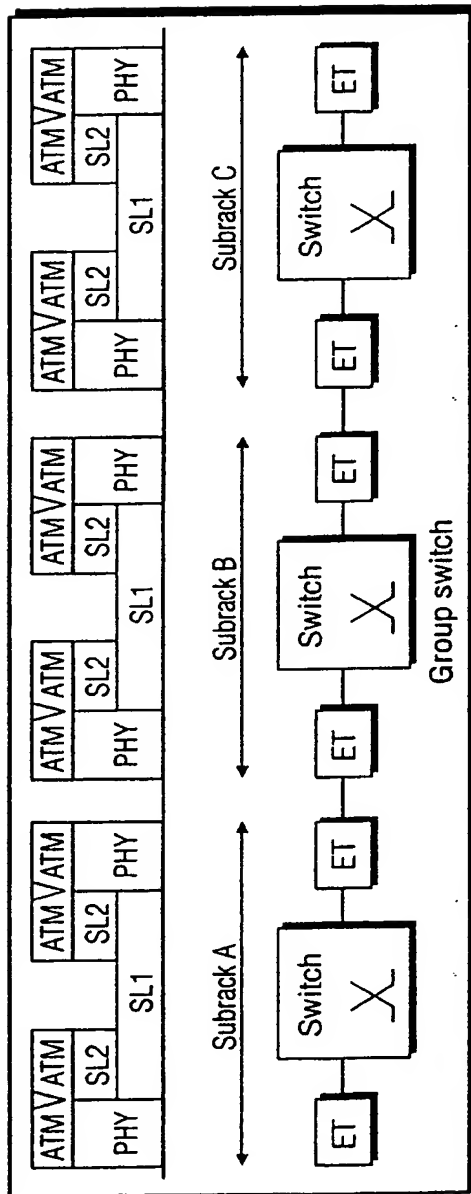 ATM ATM ATM ATM ATM ATM ATM ATM ATM ATM ATM ATM
SL2 SL2 SL2 SL2 SL2 SL2
PHY SL1 PHY PHY SL1 PHY PHY SL1 PHY
Subrack A Subrack B Subrack C
ET Switch ET ET Switch ET ET Switch ET
Group switch